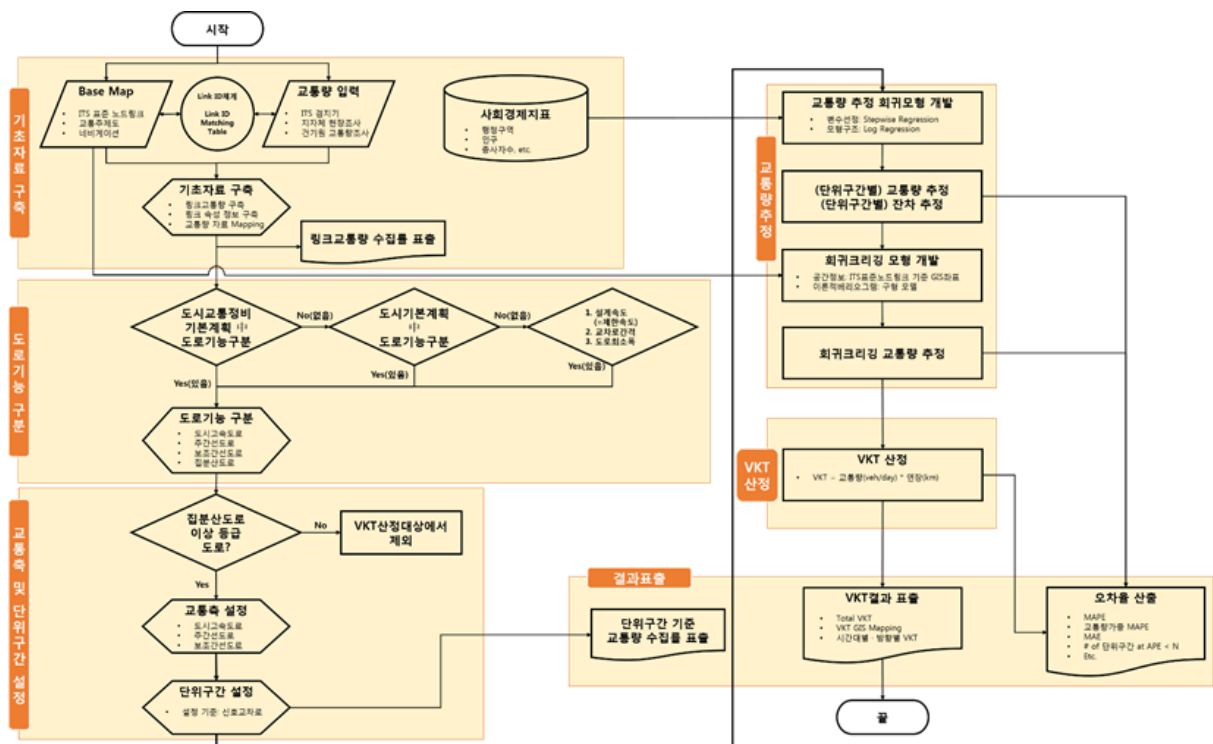 시작
기초자료 구축
Base Map
• ITS 표준 노드링크
• 교통주제도
• 네비게이션
Link ID체계
Link ID
Matching
Table
교통량 입력
• ITS 검지기
• 지자체 현장조사
• 건기원 교통량조사
사회경제지표
• 행정구역
• 인구
• 종사자수, etc.
기초자료 구축
• 링크교통량 구축
• 링크 속성 정보 구축
• 교통량 자료 Mapping
링크교통량 수집률 표출
도로기능 구분
도시교통정비
기본계획 中
도로기능구분
No(없음)
도시기본계획
中
도로기능구분
No(없음)
1. 설계속도
(=제한속도)
2. 교차로간격
3. 도로최소폭
Yes(있음)
Yes(있음)
Yes(있음)
도로기능 구분
• 도시고속도로
• 주간선도로
• 보조간선도로
• 집분산도로
교통축 및 단위구간 설정
집분산도로
이상 등급
도로?
No
VKT산정대상에서
제외
Yes
교통축 설정
• 도시고속도로
• 주간선도로
• 보조간선도로
단위구간 설정
• 설정 기준: 신호교차로
교통량추정
교통량 추정 회귀모형 개발
• 변수선정: Stepwise Regression
• 모형구조: Log Regression
(단위구간별) 교통량 추정
(단위구간별) 잔차 추정
회귀크리깅 모형 개발
• 공간정보: ITS표준노드링크 기준 GIS좌표
• 이론적베리오그램: 구형 모델
회귀크리깅 교통량 추정
VKT
산정
VKT 산정
• VKT = 교통량(veh/day) * 연장(km)
결과표출
단위구간 기준
교통량 수집률 표출
VKT결과 표출
• Total VKT
• VKT GIS Mapping
• 시간대별 · 방향별 VKT
오차율 산출
• MAPE
• 교통량가중 MAPE
• MAE
• # of 단위구간 at APE < N
• Etc.
끝